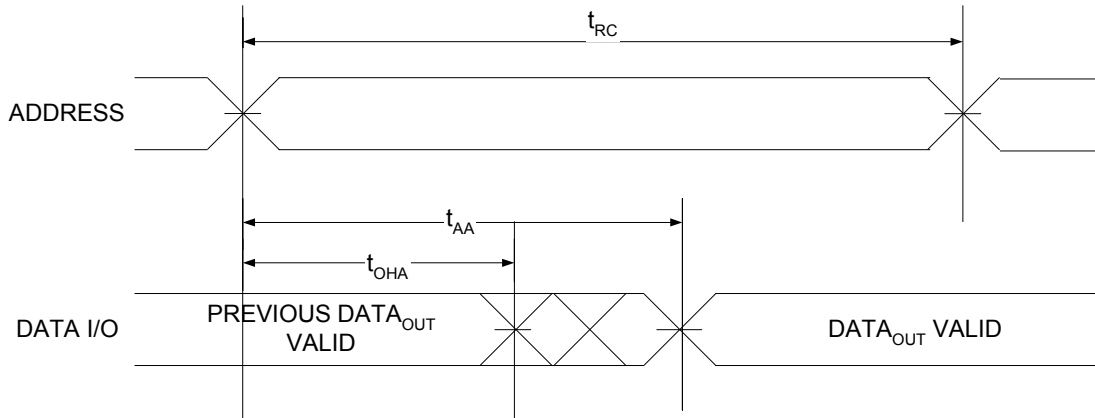 tRC
ADDRESS
tAA
tOHA
DATA I/O
PREVIOUS DATAOUT
VALID
DATAOUT VALID